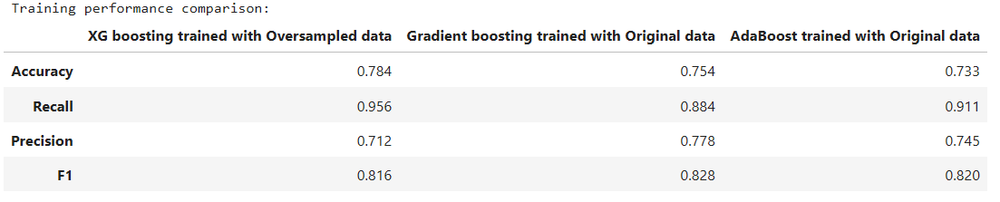 Training performance comparison:
XG boosting trained with Oversampled data Gradient boosting trained with Original data AdaBoost trained with Original data
Accuracy 0.784 0.754 0.733
Recall 0.956 0.884 0.911
Precision 0.712 0.778 0.745
F1 0.816 0.828 0.820